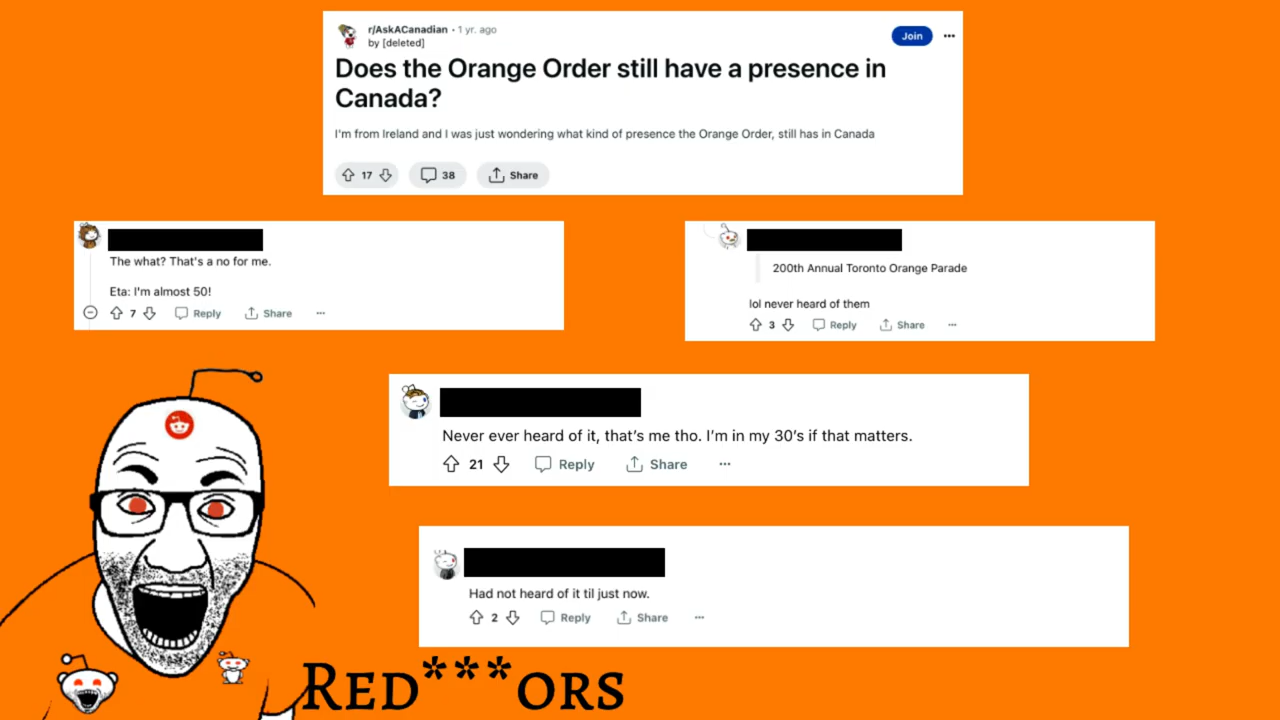 r/AskACanadian • 1 yr. ago
by [deleted]
Join
Does the Orange Order still have a presence in
Canada?
I'm from Ireland and I was just wondering what kind of presence the Orange Order, still has in Canada
17 38 Share
The what? That's a no for me.
Eta: I'm almost 50!
7 Reply Share
200th Annual Toronto Orange Parade
lol never heard of them
3 Reply Share
Never ever heard of it, that's me tho. I'm in my 30's if that matters.
21 Reply Share
Had not heard of it til just now.
2 Reply Share
Red***ors